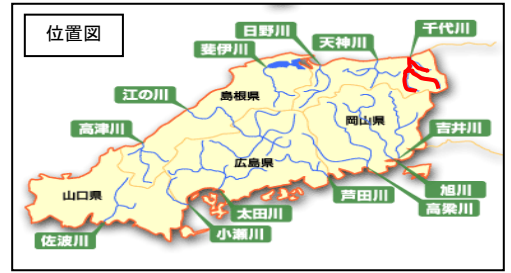 位置図
日野川
千代川
天神川
斐伊川
江の川
島根県
高津川
岡山県
吉井川
広島県
山口県
芦田川
旭川
太田川
高梁川
佐波川
小瀬川